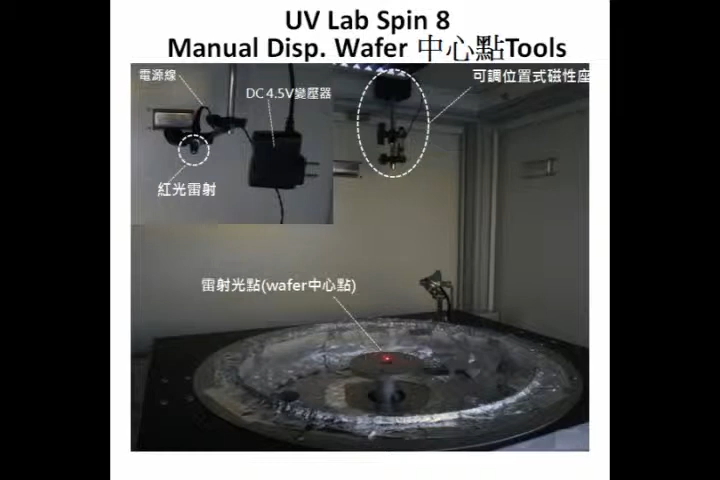 UV Lab Spin 8
Manual Disp. Wafer 中心點Tools
電源線
DC 4.5V變壓器
可調位置式磁性座
紅光雷射
雷射光點(wafer中心點)